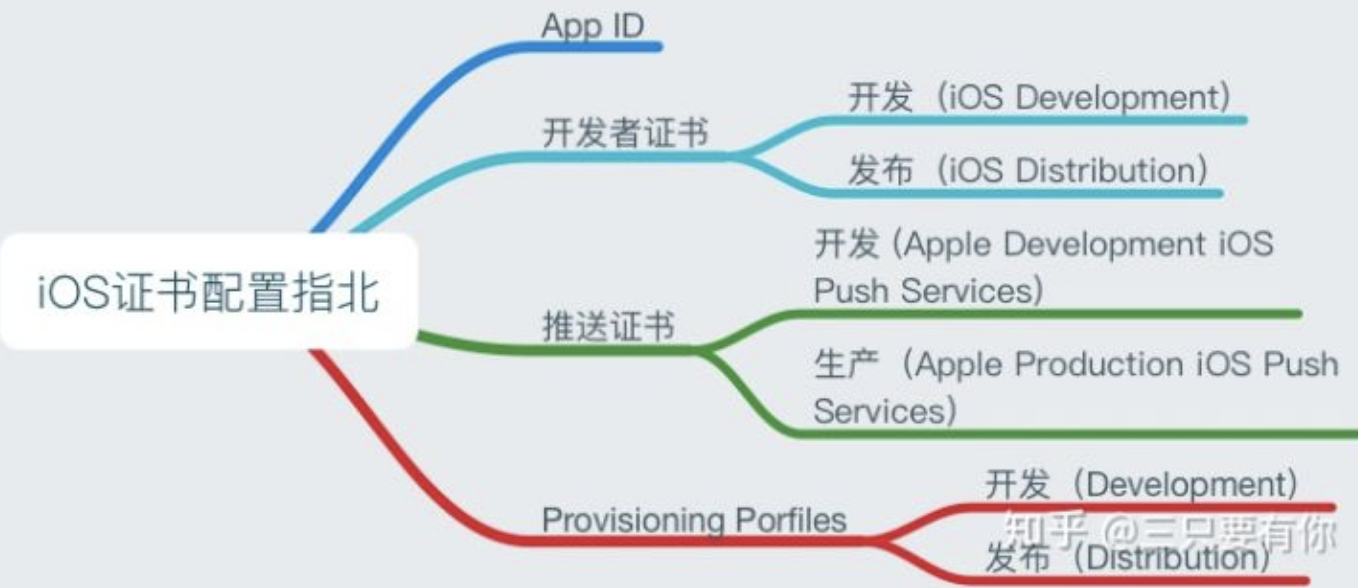 App ID
开发（iOS Development）
开发者证书
发布（iOS Distribution）
开发 (Apple Development iOS
Push Services)
iOS证书配置指北
推送证书
生产（Apple Production iOS Push
Services）
开发（Development）
Provisioning Porfiles
知乎 @三只要有你
发布（Distribution）